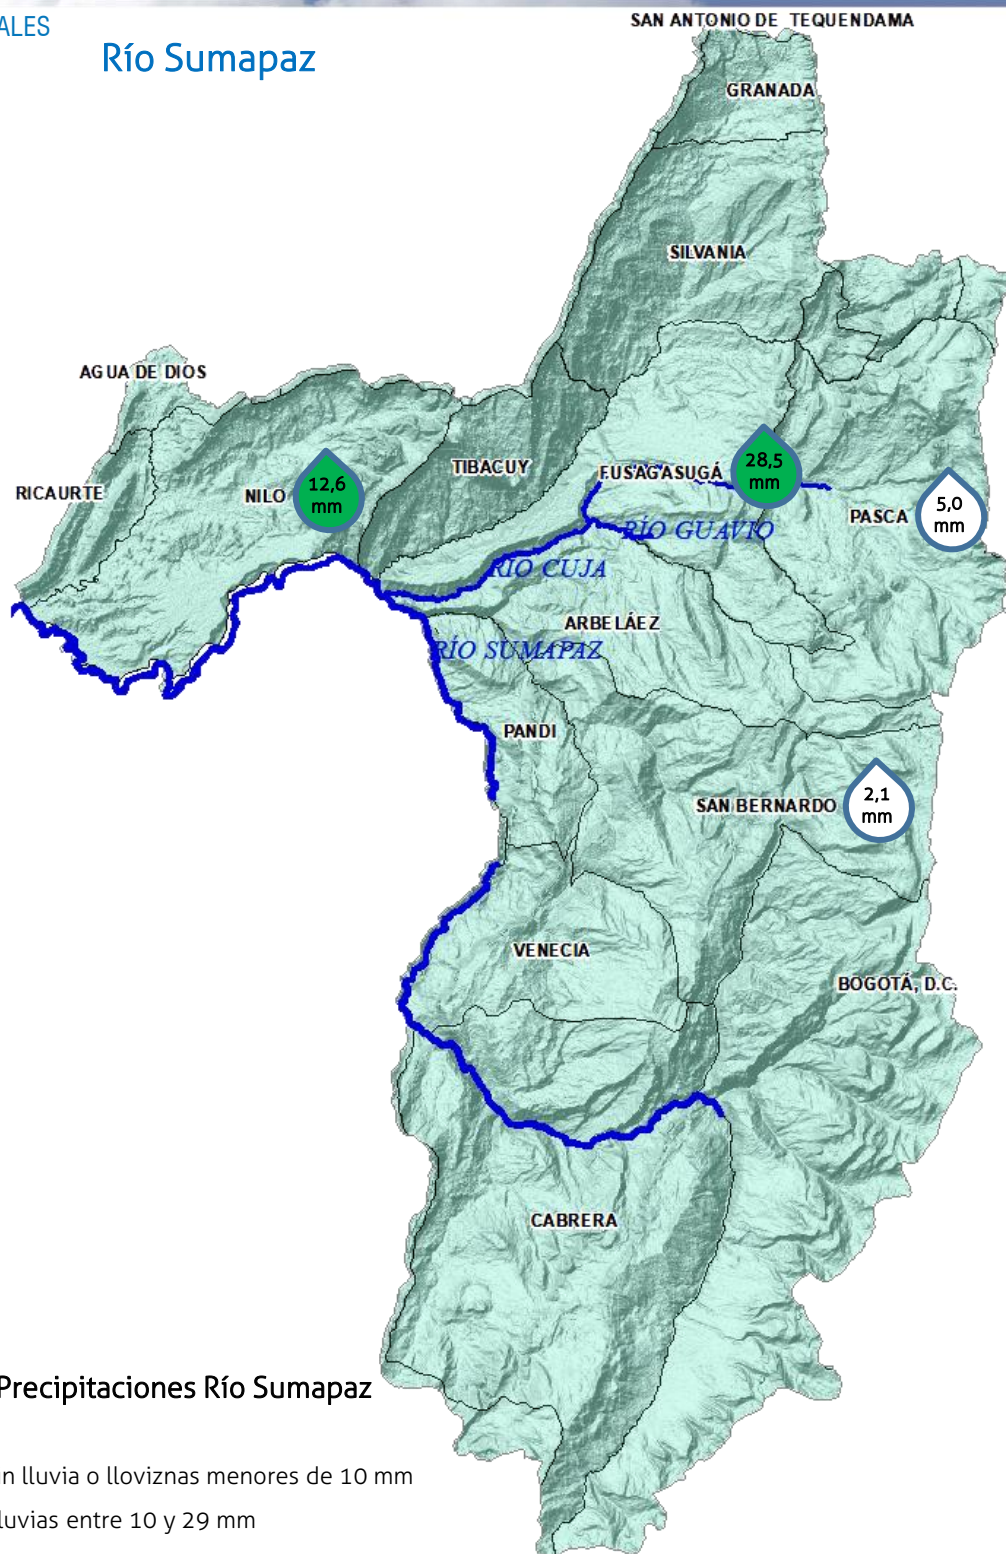 ALES
Río Sumapaz
SAN ANTONIO DE TEQUENDAMA
GRANADA
SILVANIA
AGUA DE DIOS
RICAURTE
NILO
12,6
mm
TIBACUY
FUSAGASUGÁ
28,5
mm
PASCA
5,0
mm
RÍO GUAVIO
RÍO CUJA
ARBELÁEZ
RÍO SUMAPAZ
PANDI
SAN BERNARDO
2,1
mm
VENECIA
BOGOTÁ, D.C.
CABRERA
Precipitaciones Río Sumapaz
an lluvia o lloviznas menores de 10 mm
luvias entre 10 y 29 mm